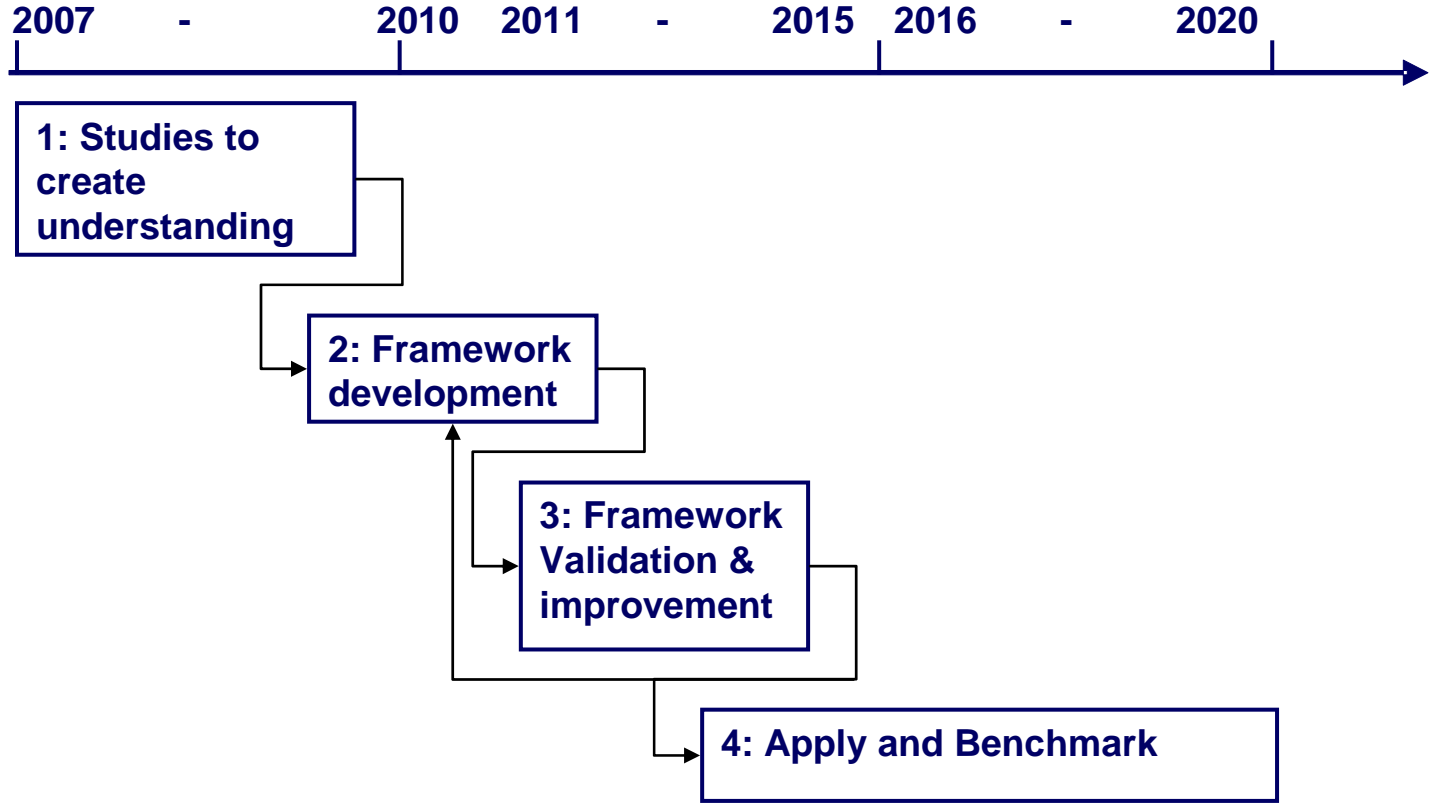 2007 - 2010 2011 - 2015 2016 - 2020
1: Studies to
create
understanding
2: Framework
development
3: Framework
Validation &
improvement
4: Apply and Benchmark